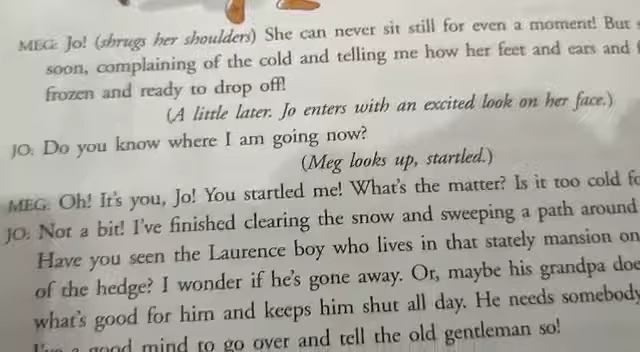 MEG: Jo! (shrugs her shoulders) She can never sit still for even a moment! But
soon, complaining of the cold and telling me how her feet and ears and
frozen and ready to drop off!
(A little later. Jo enters with an excited look on her face.)
JO: Do you know where I am going now?
(Meg looks up, startled.)
MEG: Oh! It's you, Jo! You startled me! What's the matter? Is it too cold
JO: Not a bit! I've finished clearing the snow and sweeping a path around
Have you seen the Laurence boy who lives in that stately mansion on
of the hedge? I wonder if he's gone away. Or, maybe his grandpa
what's good for him and keeps him shut all day. He needs somebody
I've a good mind to go over and tell the old gentleman so!